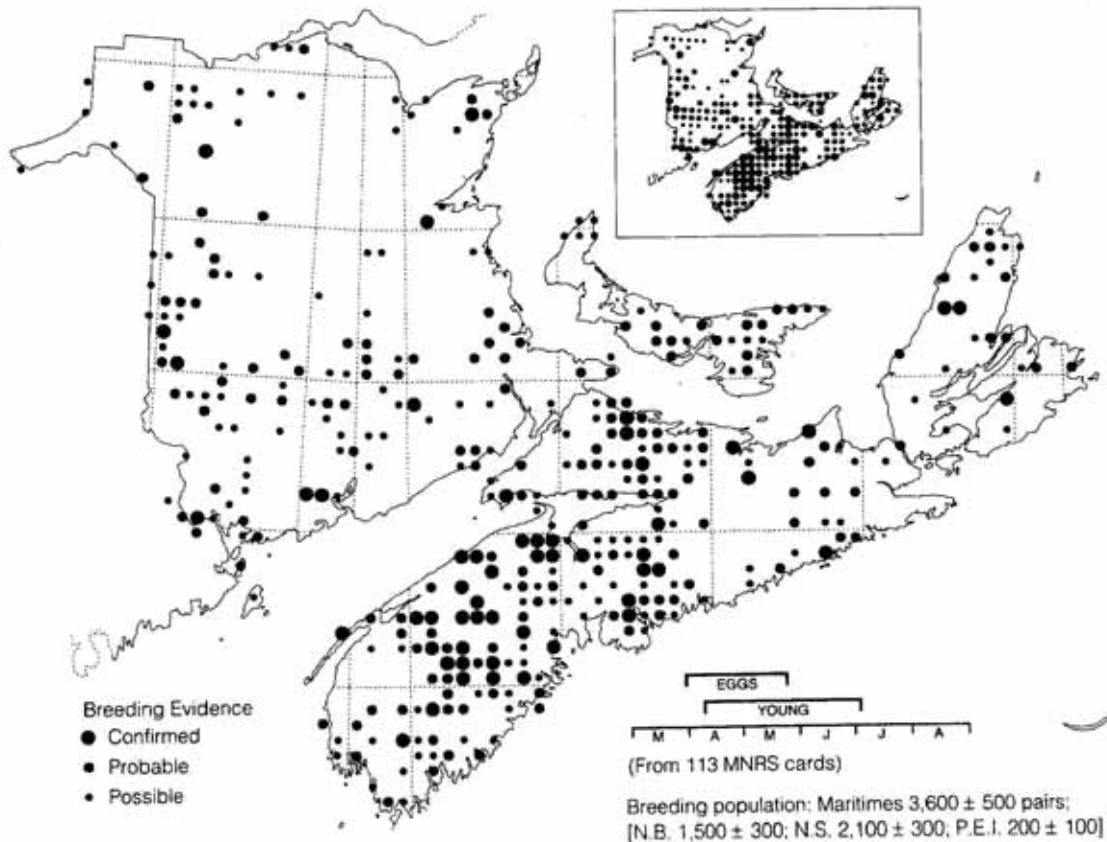 Breeding Evidence
Confirmed
Probable
Possible
EGGS
YOUNG
M A M J J A
(From 113 MNRS cards)
Breeding population: Maritimes 3,600 ± 500 pairs;
[N.B. 1,500 ± 300; N.S. 2,100 ± 300; P.E.I. 200 ± 100]